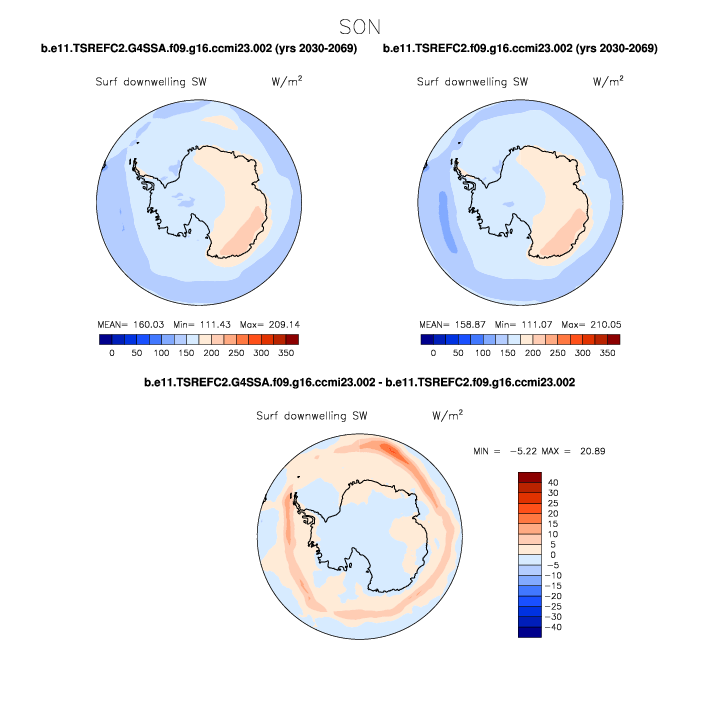 SON
b.e11.TSREFC2.G4SSA.f09.g16.ccmi23.002 (yrs 2030-2069)
b.e11.TSREFC2.f09.g16.ccmi23.002 (yrs 2030-2069)
Surf downwelling SW W/m²
Surf downwelling SW W/m²
MEAN= 160.03 Min= 111.43 Max= 209.14
MEAN= 158.87 Min= 111.07 Max= 210.05
0 50 100 150 200 250 300 350
0 50 100 150 200 250 300 350
b.e11.TSREFC2.G4SSA.f09.g16.ccmi23.002 - b.e11.TSREFC2.f09.g16.ccmi23.002
Surf downwelling SW W/m²
MIN = -5.22 MAX = 20.89
40
30
25
20
15
10
5
0
-5
-10
-15
-20
-25
-30
-40